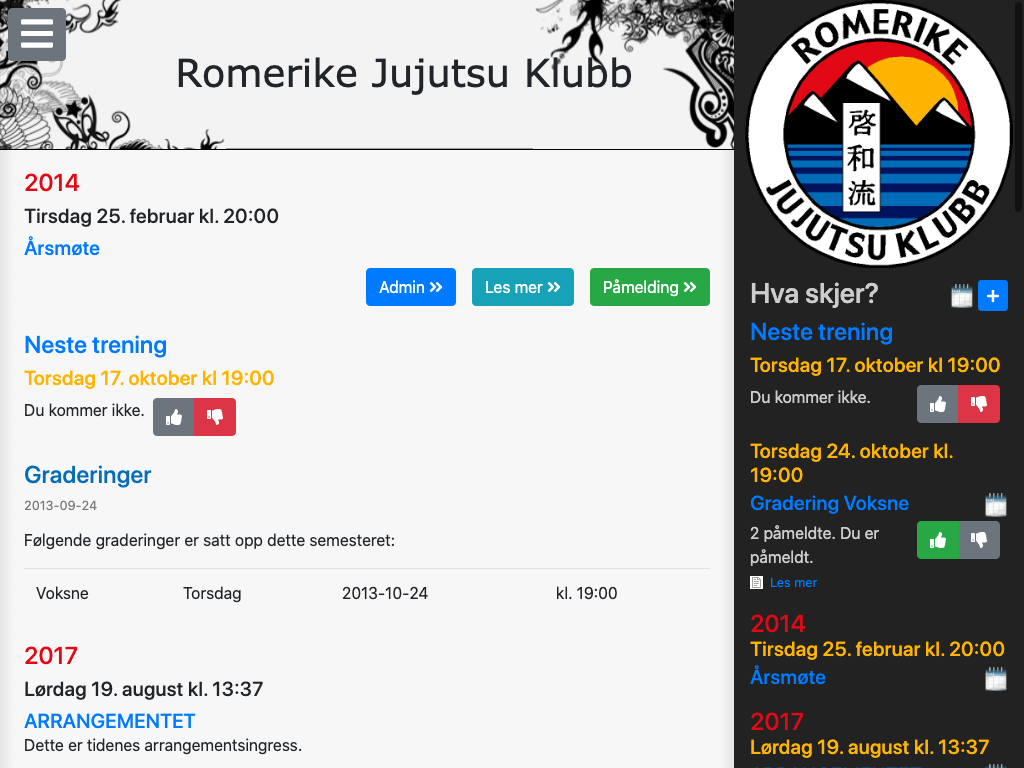 Romerike Jujutsu Klubb
2014
Tirsdag 25. februar kl. 20:00
Årsmøte
Admin
Les mer
Påmelding
Neste trening
Torsdag 17. oktober kl 19:00
Du kommer ikke.
Graderinger
2013-09-24
Følgende graderinger er satt opp dette semesteret:
Voksne Torsdag 2013-10-24 kl. 19:00
2017
Lørdag 19. august kl. 13:37
ARRANGEMENTET
Dette er tidenes arrangementsingress.
ROMERIKE
啓和流
JUJUTSU KLUBB
Hva skjer?
Neste trening
Torsdag 17. oktober kl 19:00
Du kommer ikke.
Torsdag 24. oktober kl.
19:00
Gradering Voksne
2 påmeldte. Du er
påmeldt.
Les mer
2014
Tirsdag 25. februar kl. 20:00
Årsmøte
2017
Lørdag 19. august kl. 13:37